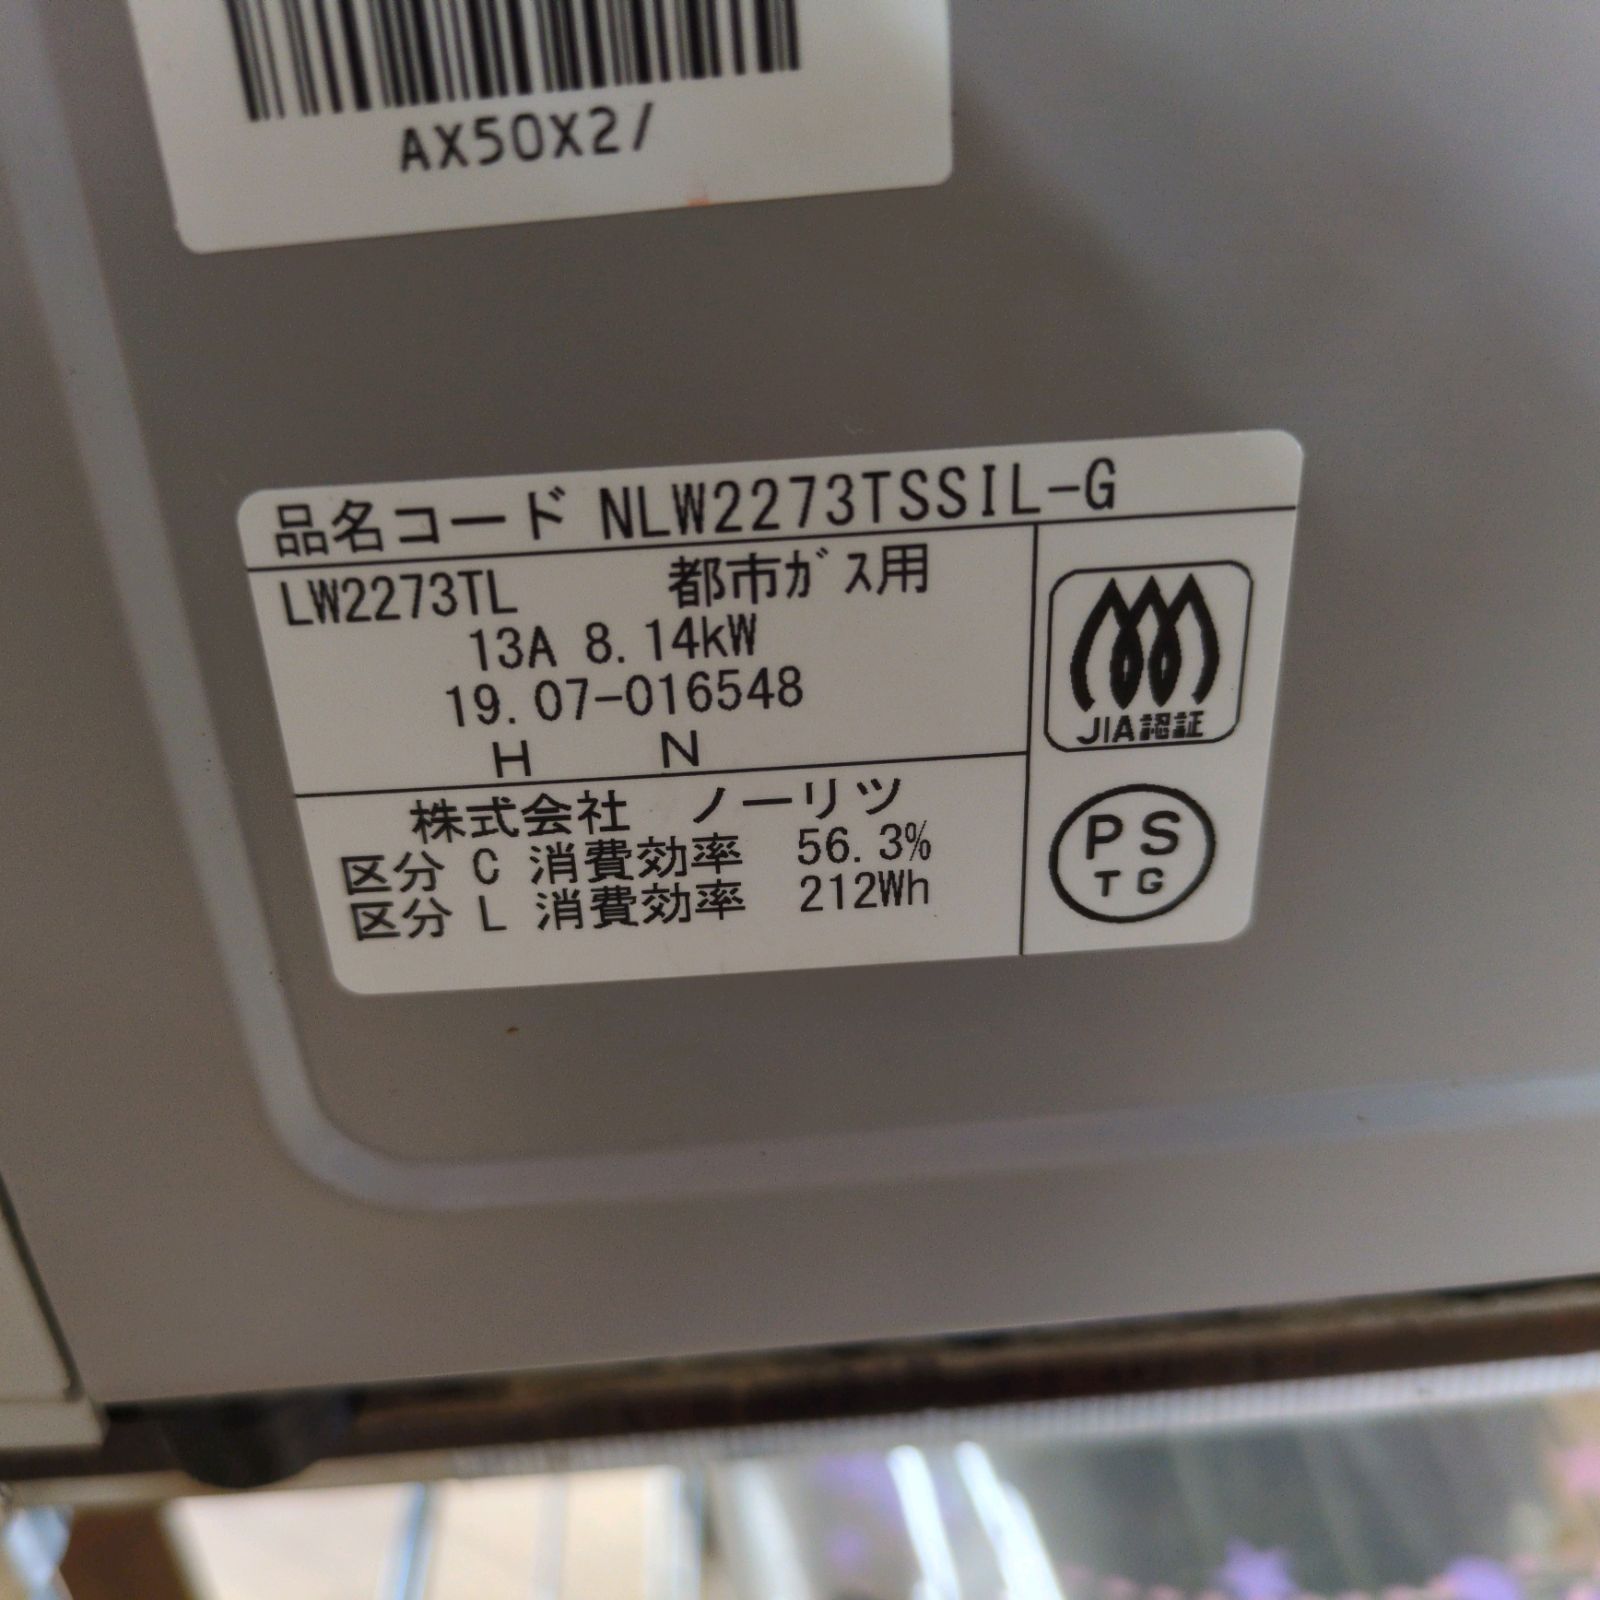 AX50X2/
品名コード NLW2273TSSIL-G
LW2273TL 都市ガス用
13A 8.14kW
19.07-016548
H N
株式会社 ノーリツ
区分 C 消費効率 56.3%
区分 L 消費効率 212Wh
JIA認証
PS
TG